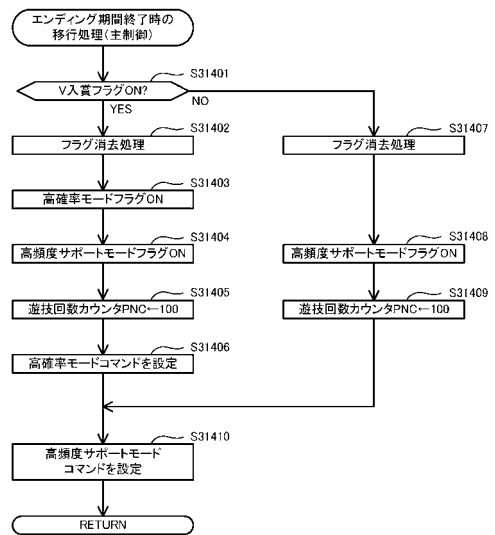 エンディング期間終了時の
移行処理(主制御)
S31401
V入賞フラグON?
YES
NO
S31402
フラグ消去処理
S31407
フラグ消去処理
S31403
高確率モードフラグON
S31404
高頻度サポートモードフラグON
S31408
高頻度サポートモードフラグON
S31405
遊技回数カウンタPNC←100
S31409
遊技回数カウンタPNC←100
S31406
高確率モードコマンドを設定
S31410
高頻度サポートモード
コマンドを設定
RETURN